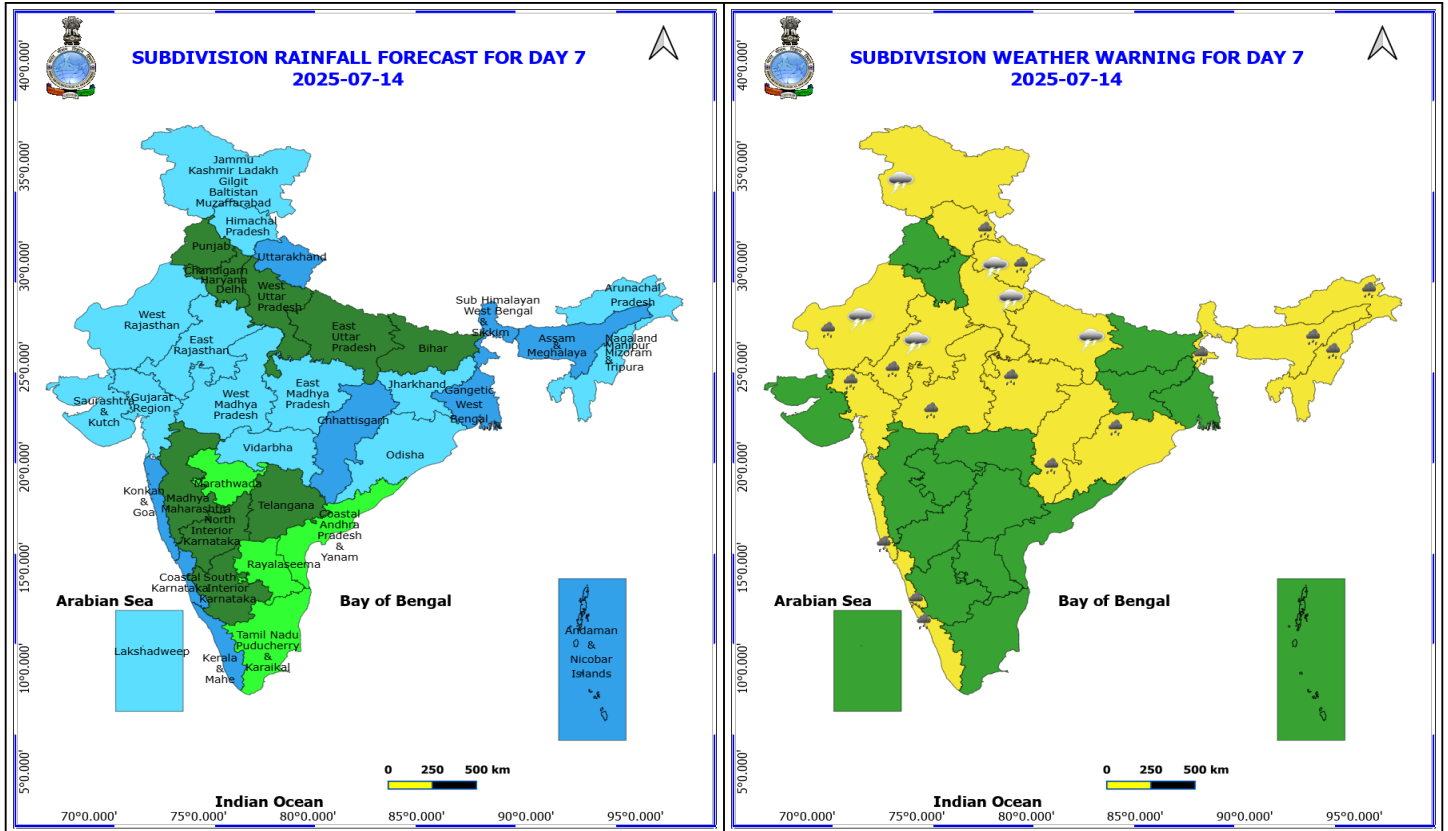 SUBDIVISION RAINFALL FORECAST FOR DAY 7
2025-07-14
40°0.000'
35°0.000'
30°0.000'
25°0.000'
20°0.000'
15°0.000'
10°0.000'
5°0.000'
Jammu
Kashmir Ladakh
Gilgit
Baltistan
Muzaffarabad
Himachal
Pradesh
Punjab
Uttarakhand
Chandigarh
Haryana
Delhi
West
Uttar
Pradesh
West
Rajasthan
East
Rajasthan
East
Uttar
Pradesh
Bihar
Sub Himalayan
West Bengal
&
Sikkim
Arunachal
Pradesh
Assam
&
Meghalaya
Nagaland
Manipur
Mizoram
&
Tripura
Saurashtra
&
Kutch
Gujarat
Region
West
Madhya
Pradesh
East
Madhya
Pradesh
Jharkhand
Gangetic
West
Bengal
Chhattisgarh
Odisha
Vidarbha
Konkan
&
Goa
Madhya
Maharashtra
Marathwada
Telangana
North
Interior
Karnataka
Coastal
Andhra
Pradesh
&
Yanam
Rayalaseema
Coastal
Karnataka
South
Interior
Karnataka
Arabian Sea
Bay of Bengal
Lakshadweep
Kerala
&
Mahe
Tamil Nadu
Puducherry
&
Karaikal
Andaman
&
Nicobar
Islands
0 250 500 km
Indian Ocean
70°0.000' 75°0.000' 80°0.000' 85°0.000' 90°0.000' 95°0.000'
SUBDIVISION WEATHER WARNING FOR DAY 7
2025-07-14
40°0.000'
35°0.000'
30°0.000'
25°0.000'
20°0.000'
15°0.000'
10°0.000'
5°0.000'
Arabian Sea
Bay of Bengal
0 250 500 km
Indian Ocean
70°0.000' 75°0.000' 80°0.000' 85°0.000' 90°0.000' 95°0.000'